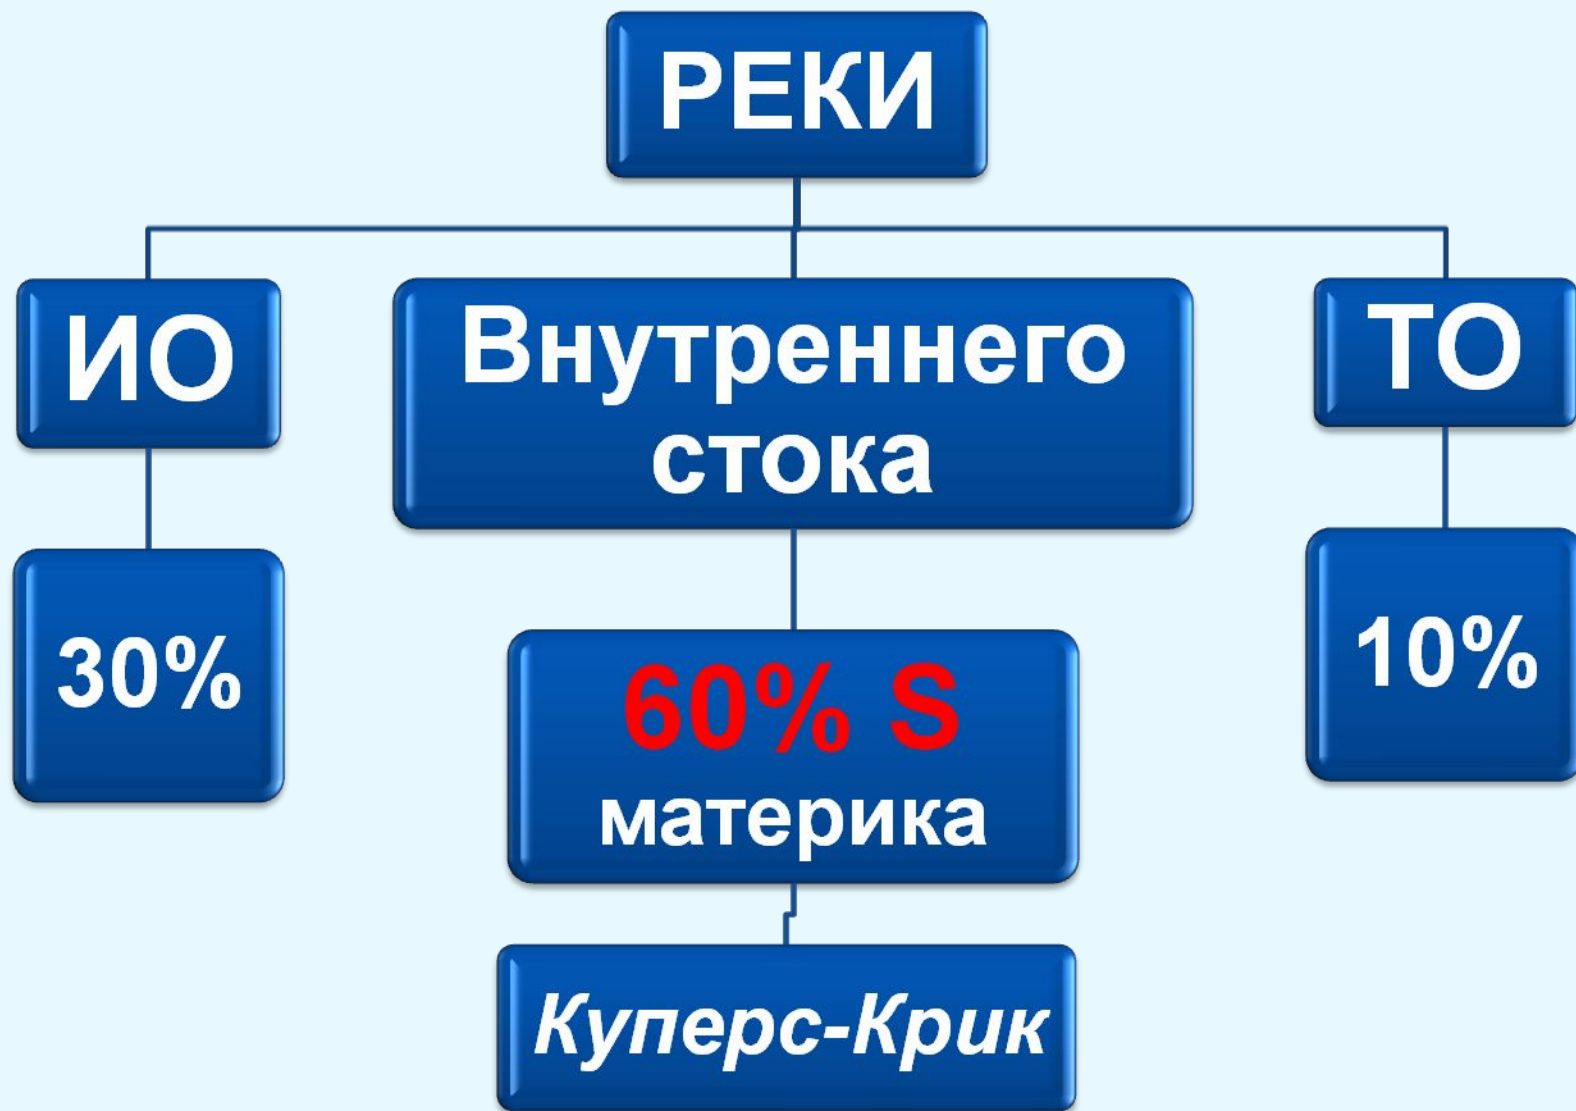 РЕКИ
ИО
Внутреннего
стока
ТО
30%
60% S
материка
10%
Куперс-Крик